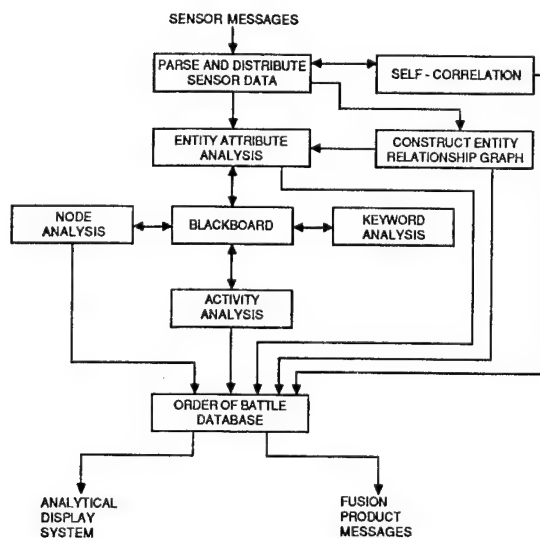 SENSOR MESSAGES
PARSE AND DISTRIBUTE
SENSOR DATA
SELF - CORRELATION
ENTITY ATTRIBUTE
ANALYSIS
CONSTRUCT ENTITY
RELATIONSHIP GRAPH
NODE
ANALYSIS
BLACKBOARD
KEYWORD
ANALYSIS
ACTIVITY
ANALYSIS
ORDER OF BATTLE
DATABASE
ANALYTICAL
DISPLAY
SYSTEM
FUSION
PRODUCT
MESSAGES